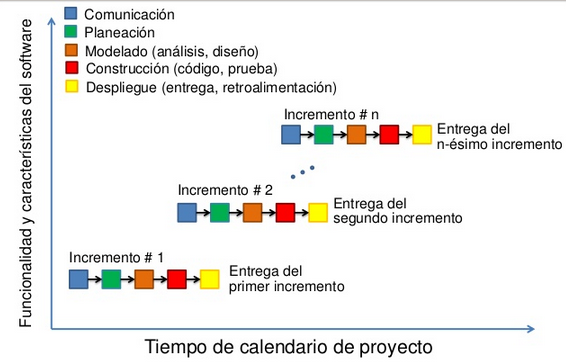 Comunicación
Planeación
Modelado (análisis, diseño)
Construcción (código, prueba)
Despliegue (entrega, retroalimentación)
Funcionalidad y características del software
Incremento # n
Entrega del
n-ésimo incremento
Incremento # 2
Entrega del
segundo incremento
Incremento # 1
Entrega del
primer incremento
Tiempo de calendario de proyecto